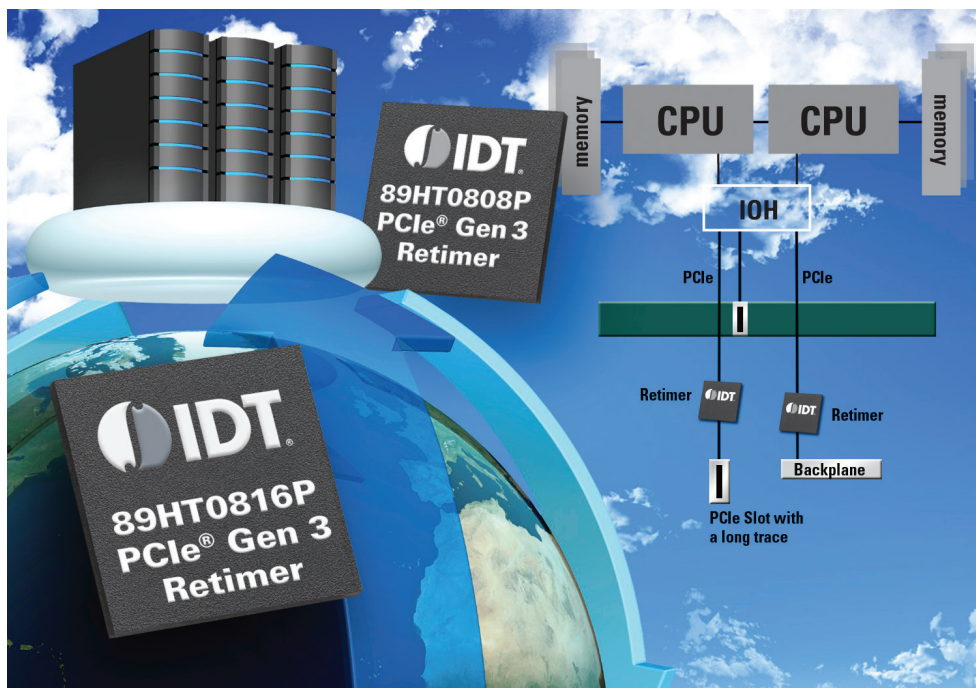 IDT®
89HT0808P
PCIe® Gen 3
Retimer
IDT®
89HT0816P
PCIe® Gen 3
Retimer
memory
CPU
CPU
memory
IOH
PCIe
PCIe
Retimer
IDT
IDT
Retimer
Backplane
PCIe Slot with
a long trace